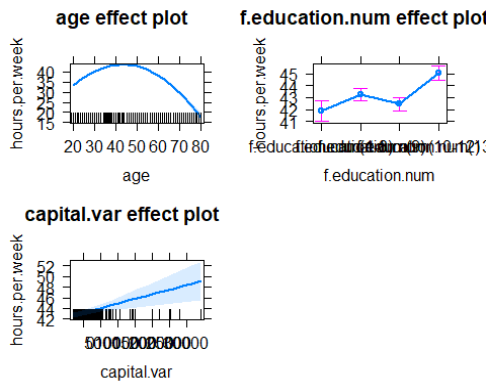 age effect plot
hours.per.week
40
35
30
25
20
15
20 30 40 50 60 70 80
age
f.education.num effect plot
hours.per.week
45
44
43
42
41
f.education.num
capital.var effect plot
hours.per.week
52
50
48
46
44
42
capital.var